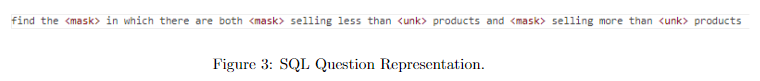 find the <mask> in which there are both <mask> selling less than <unk> products and <mask> selling more than <unk> products
Figure 3: SQL Question Representation.